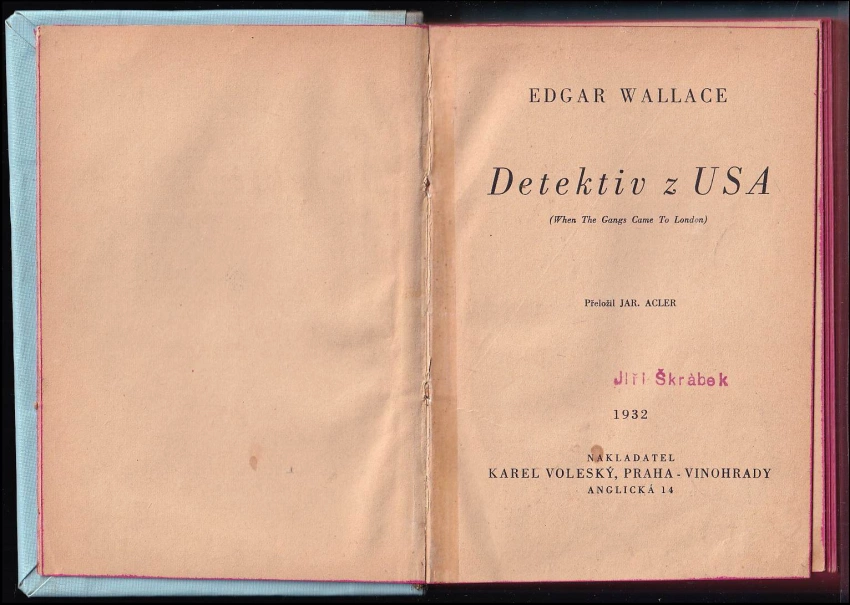 EDGAR WALLACE
Detektiv z USA
(When The Gangs Came To London)
Přeložil JAR. ACLER
Jiří Škrábek
1932
NAKLADATEL
KAREL VOLESKÝ, PRAHA-VINOHRADY
ANGLICKÁ 14